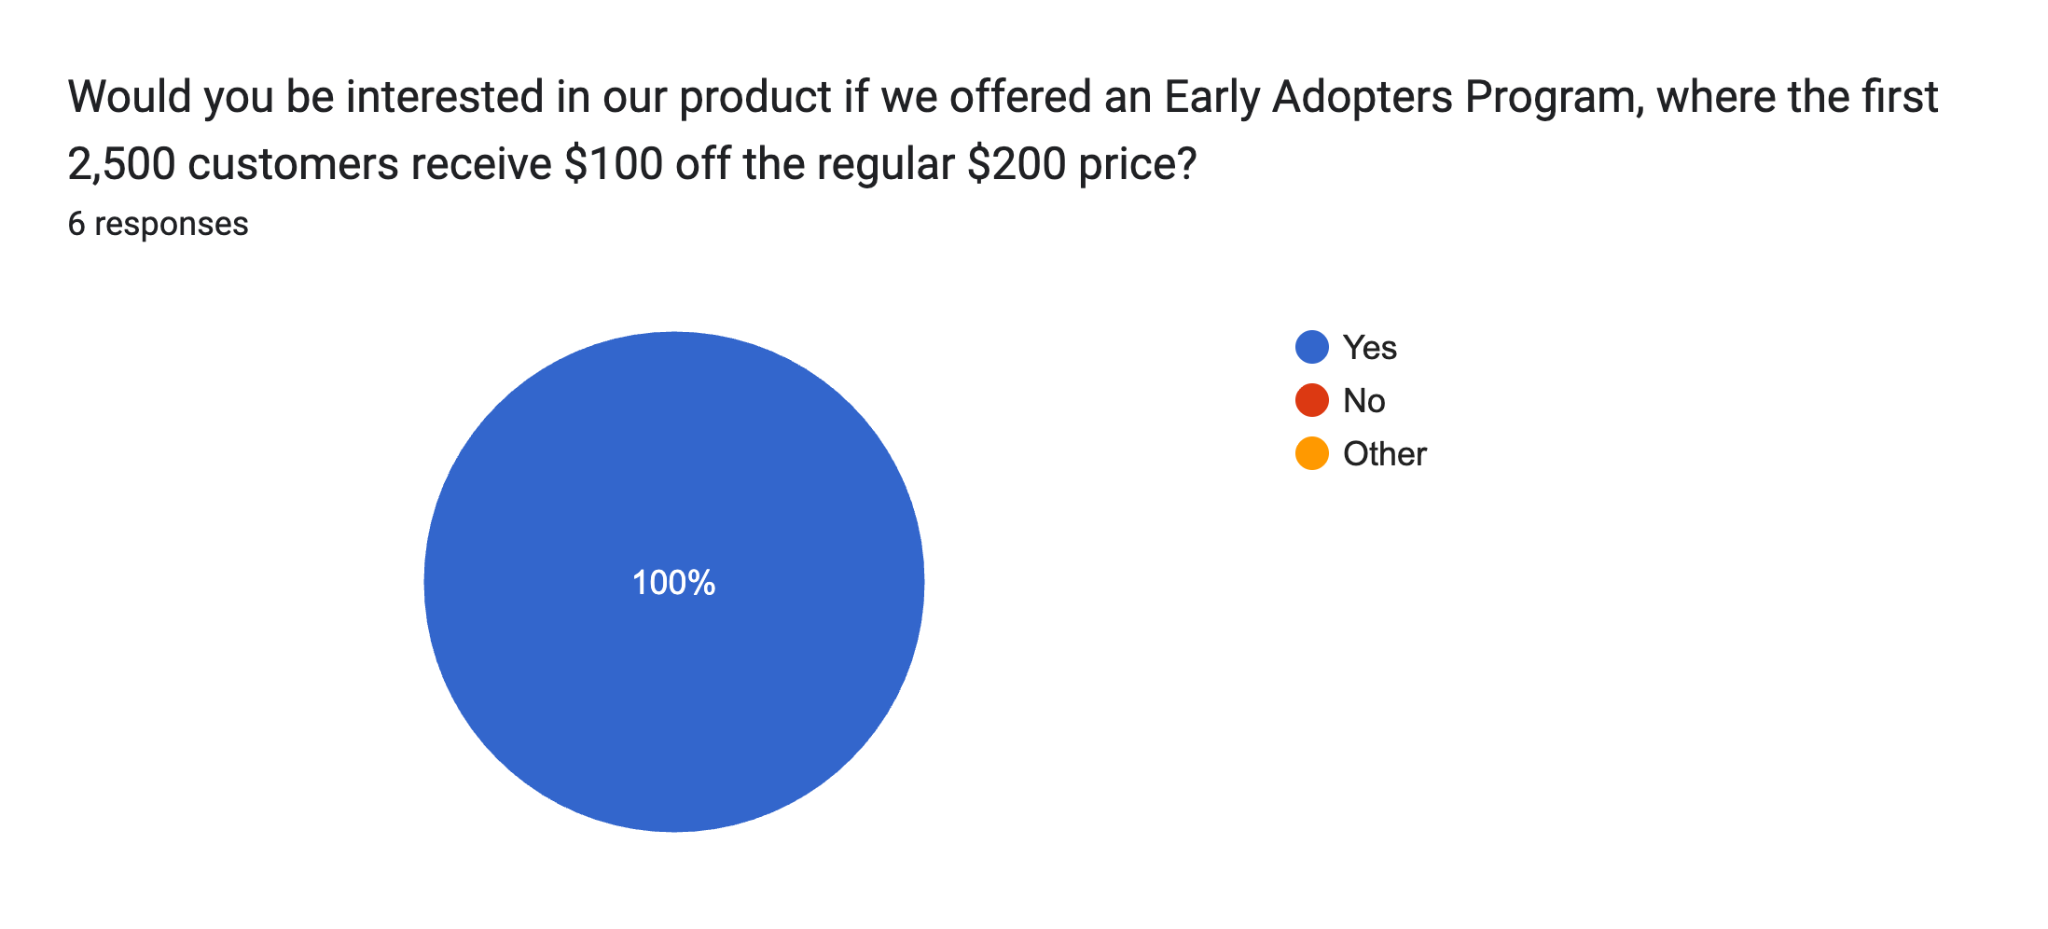 Would you be interested in our product if we offered an Early Adopters Program, where the first
2,500 customers receive $100 off the regular $200 price?
6 responses
Yes
No
Other
100%